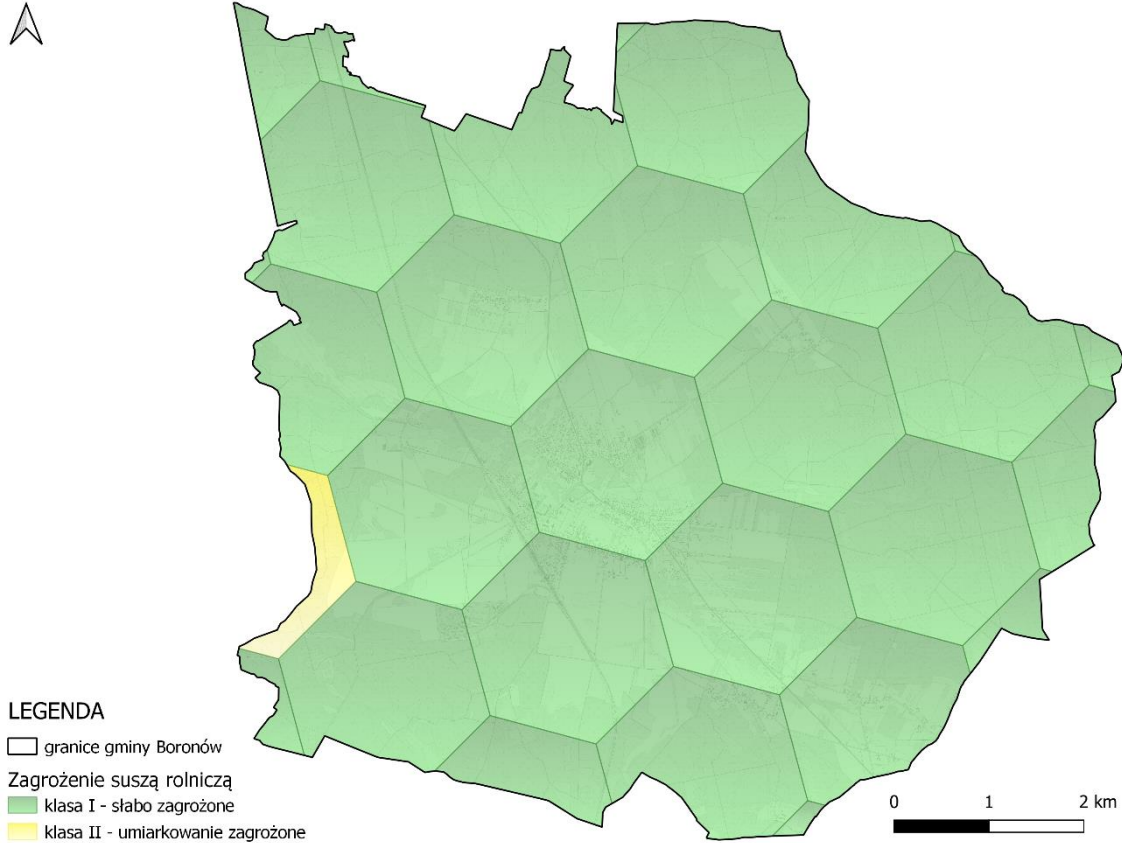 LEGENDA
granice gminy Boronów
Zagrożenie suszą rolniczą
klasa I - słabo zagrożone
klasa II - umiarkowanie zagrożone
0 1 2 km